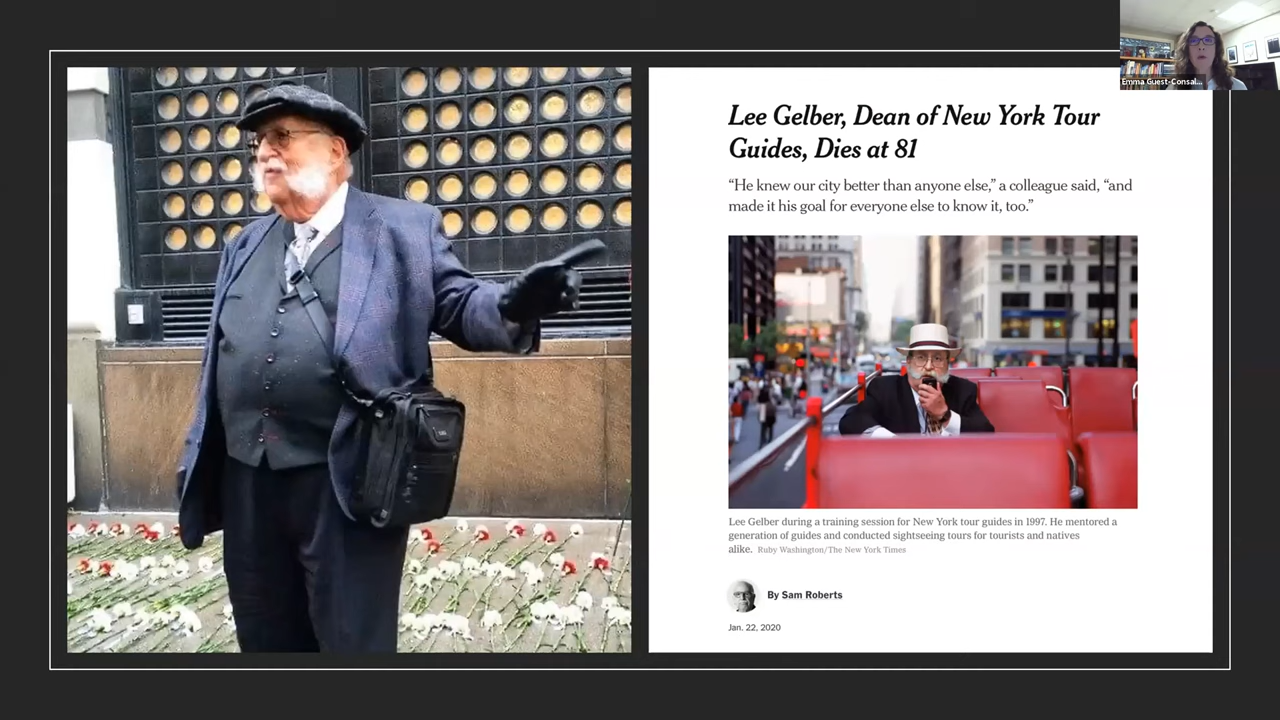 Emma Guest-Consal...
Lee Gelber, Dean of New York Tour
Guides, Dies at 81
“He knew our city better than anyone else,” a colleague said, “and
made it his goal for everyone else to know it, too.”
Lee Gelber during a training session for New York tour guides in 1997. He mentored a
generation of guides and conducted sightseeing tours for tourists and natives
alike. Ruby Washington/The New York Times
By Sam Roberts
Jan. 22, 2020